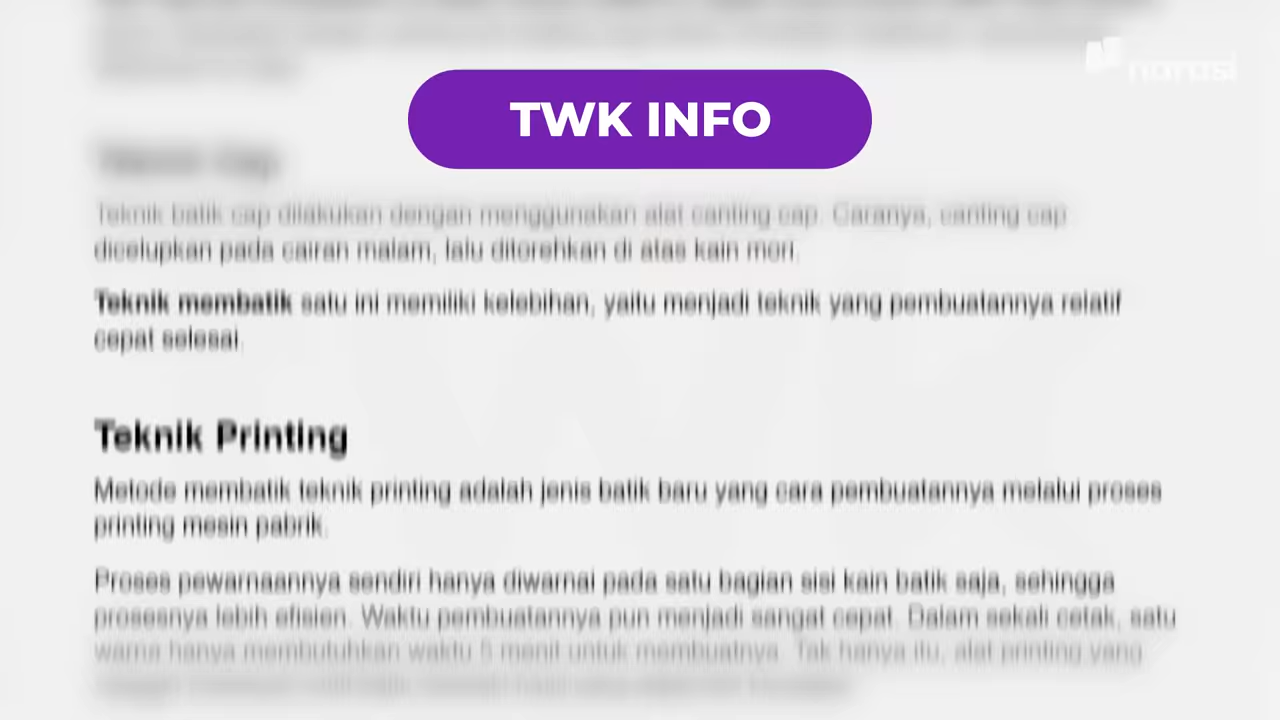 narasi
TWK INFO
Teknik Cap
Teknik batik cap dilakukan dengan menggunakan alat canting cap. Caranya, canting cap
dicelupkan pada cairan malam, lalu ditorehkan di atas kain mori.
Teknik membatik satu ini memiliki kelebihan, yaitu menjadi teknik yang pembuatannya relatif
cepat selesai.
Teknik Printing
Metode membatik teknik printing adalah jenis batik baru yang cara pembuatannya melalui proses
printing mesin pabrik.
Proses pewarnaannya sendiri hanya diwarnai pada satu bagian sisi kain batik saja, sehingga
prosesnya lebih efisien. Waktu pembuatannya pun menjadi sangat cepat. Dalam sekali cetak, satu
warna hanya membutuhkan waktu 5 menit untuk membuatnya. Tak hanya itu, alat printing yang